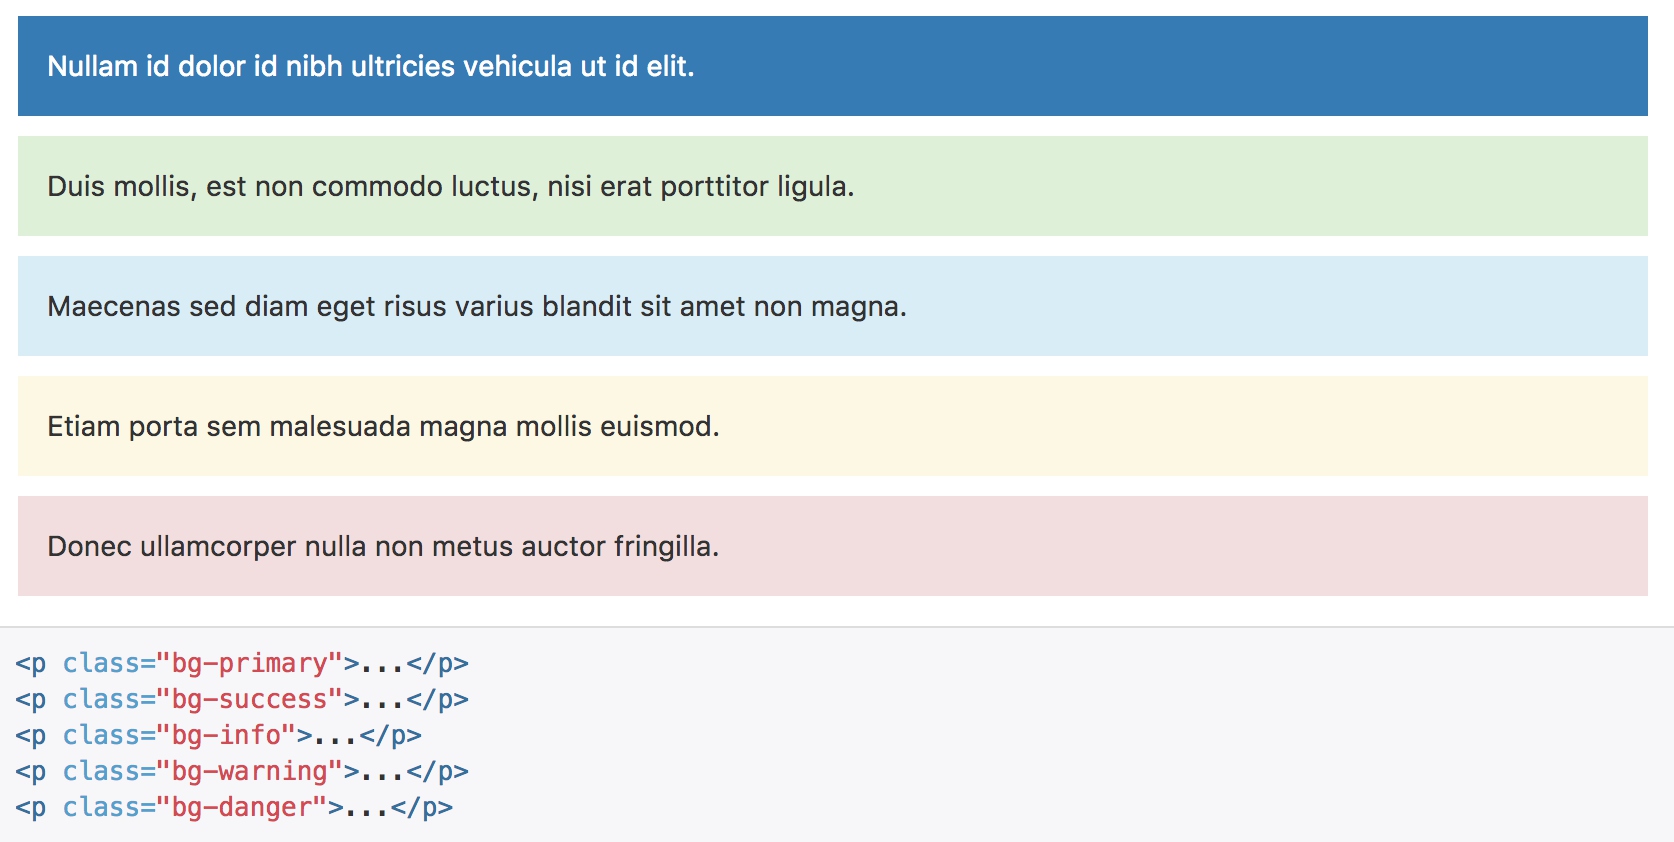 Nullam id dolor id nibh ultricies vehicula ut id elit.
Duis mollis, est non commodo luctus, nisi erat porttitor ligula.
Maecenas sed diam eget risus varius blandit sit amet non magna.
Etiam porta sem malesuada magna mollis euismod.
Donec ullamcorper nulla non metus auctor fringilla.
<p class="bg-primary">...</p>
<p class="bg-success">...</p>
<p class="bg-info">...</p>
<p class="bg-warning">...</p>
<p class="bg-danger">...</p>